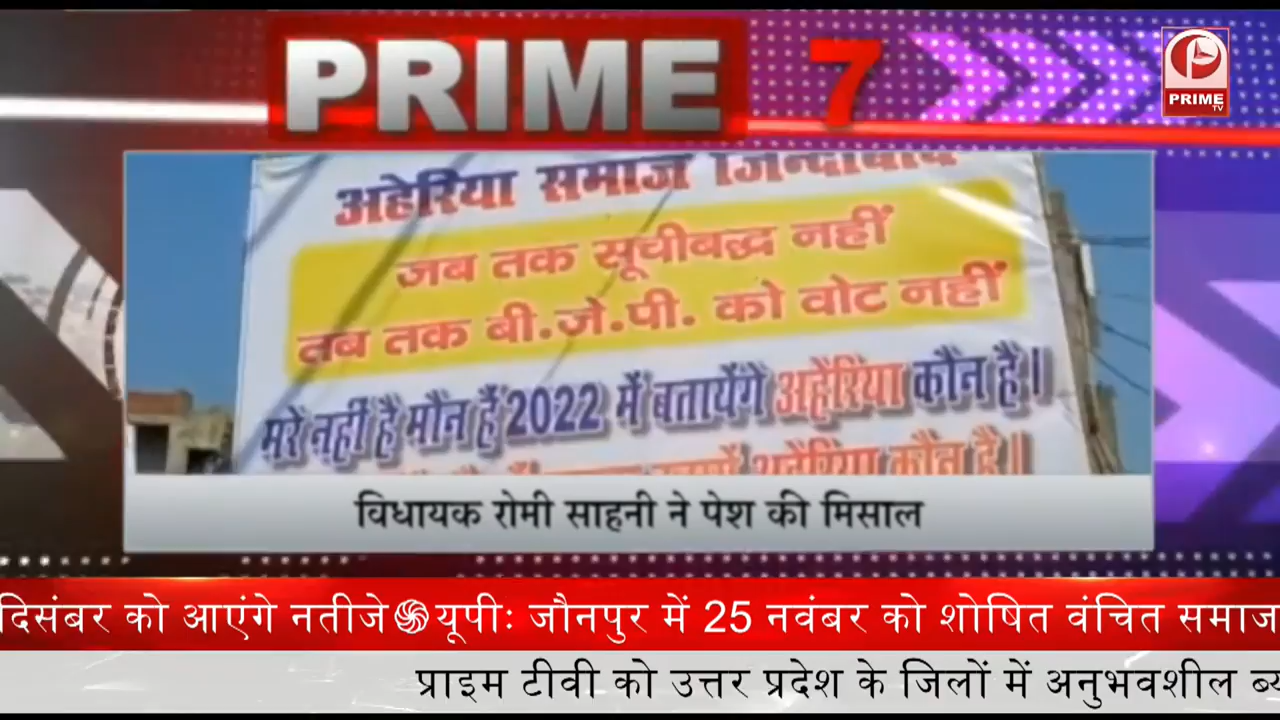 PRIME 7
PRIME
TV
अहेरिया समाज जिन्दाबाद
जब तक सूचीबद्ध नहीं
तब तक बी.जे.पी. को वोट नहीं
मरे नहीं है मौन हैं 2022 में बतायेंगे अहेरिया कौन है।
अहेरिया कौन है।
विधायक रोमी साहनी ने पेश की मिसाल
दिसंबर को आएंगे नतीजे यूपीः जौनपुर में 25 नवंबर को शोषित वंचित समाज
प्राइम टीवी को उत्तर प्रदेश के जिलों में अनुभवशील